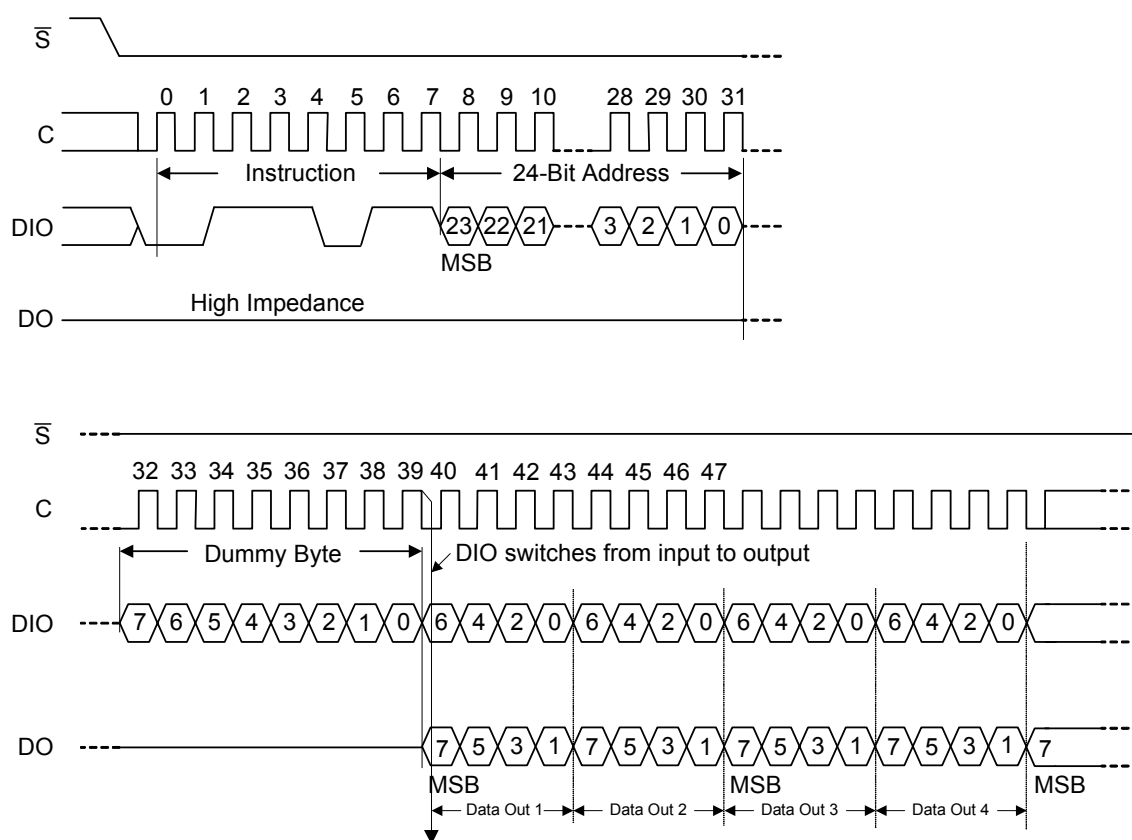 S
0 1 2 3 4 5 6 7 8 9 10 28 29 30 31
C
Instruction 24-Bit Address
DIO 23 22 21 3 2 1 0
MSB
High Impedance
DO
S
32 33 34 35 36 37 38 39 40 41 42 43 44 45 46 47
C
Dummy Byte DIO switches from input to output
DIO 7 6 5 4 3 2 1 0 6 4 2 0 6 4 2 0 6 4 2 0 6 4 2 0
DO 7 5 3 1 7 5 3 1 7 5 3 1 7 5 3 1 7
MSB MSB MSB
Data Out 1 Data Out 2 Data Out 3 Data Out 4